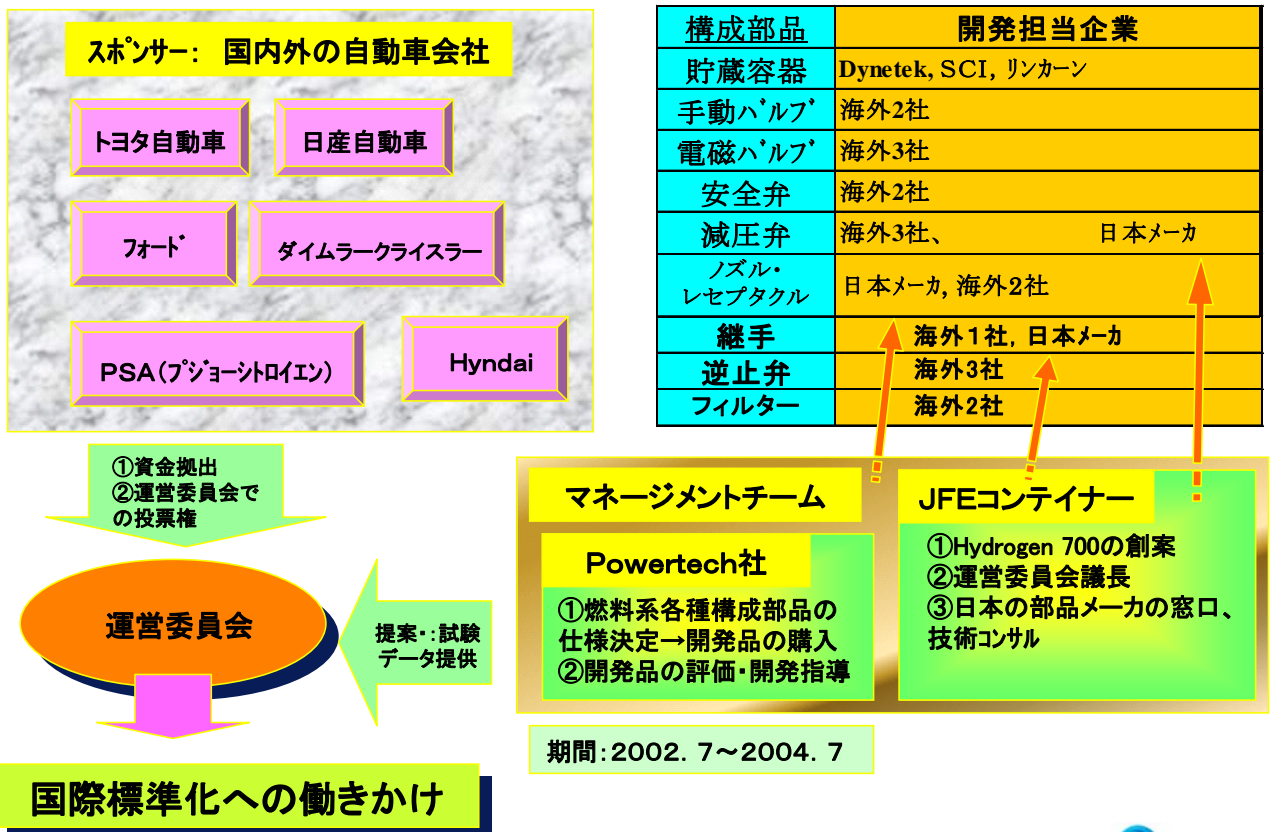 スポンサー： 国内外の自動車会社
トヨタ自動車
日産自動車
フォード
ダイムラークライスラー
PSA（プジョーシトロイエン）
Hyndai
①資金拠出
②運営委員会で
の投票権
運営委員会
提案・：試験
データ提供
国際標準化への働きかけ
構成部品 開発担当企業
貯蔵容器 Dynetek, SCI, リンカーン
手動バルブ 海外2社
電磁バルブ 海外3社
安全弁 海外2社
減圧弁 海外3社、 日本メーカ
ノズル・
レセプタクル 日本メーカ, 海外2社
継手 海外1社, 日本メーカ
逆止弁 海外3社
フィルター 海外2社
マネージメントチーム
Powertech社
①燃料系各種構成部品の
仕様決定→開発品の購入
②開発品の評価・開発指導
JFEコンテイナー
①Hydrogen 700の創案
②運営委員会議長
③日本の部品メーカの窓口、
技術コンサル
期間：2002. 7～2004. 7